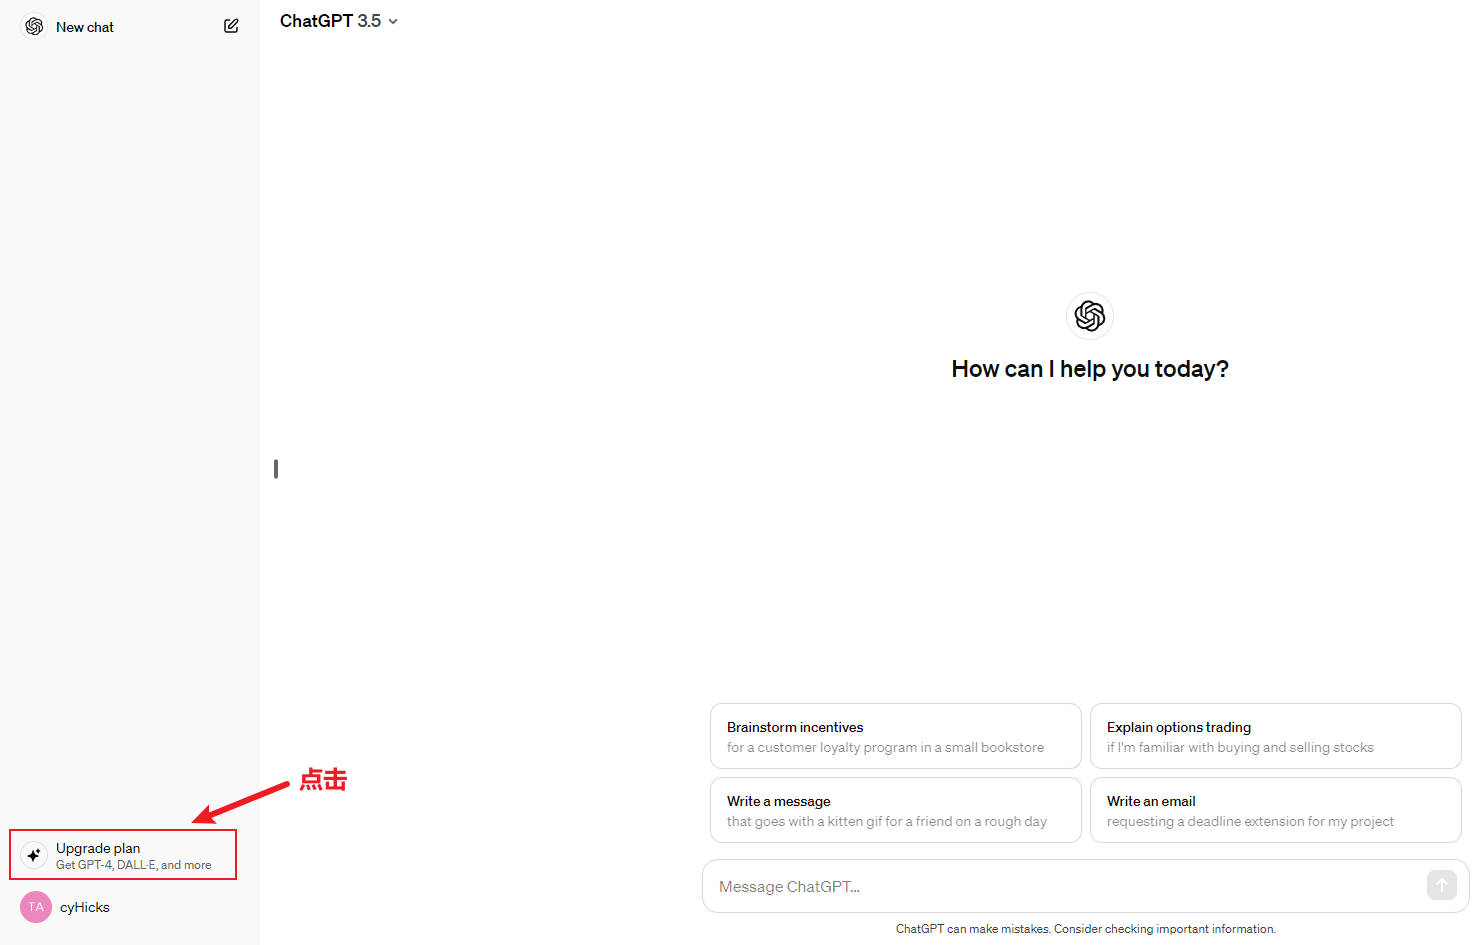 New chat
ChatGPT 3.5
How can I help you today?
Brainstorm incentives
for a customer loyalty program in a small bookstore
Explain options trading
if I'm familiar with buying and selling stocks
Write a message
that goes with a kitten gif for a friend on a rough day
Write an email
requesting a deadline extension for my project
点击
Upgrade plan
Get GPT-4, DALL·E, and more
TA
cyHicks
Message ChatGPT...
ChatGPT can make mistakes. Consider checking important information.